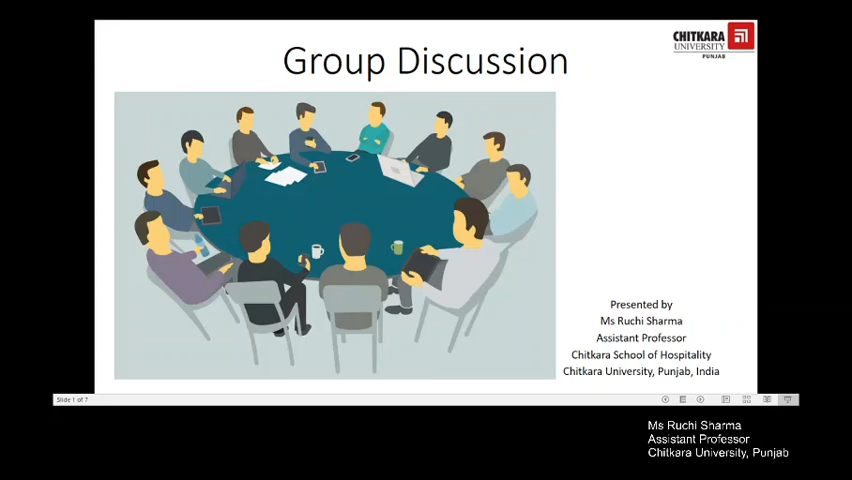 Group Discussion
CHITKARA
UNIVERSITY
PUNJAB
Presented by
Ms Ruchi Sharma
Assistant Professor
Chitkara School of Hospitality
Chitkara University, Punjab, India
Slide 1 of 7
Ms Ruchi Sharma
Assistant Professor
Chitkara University, Punjab